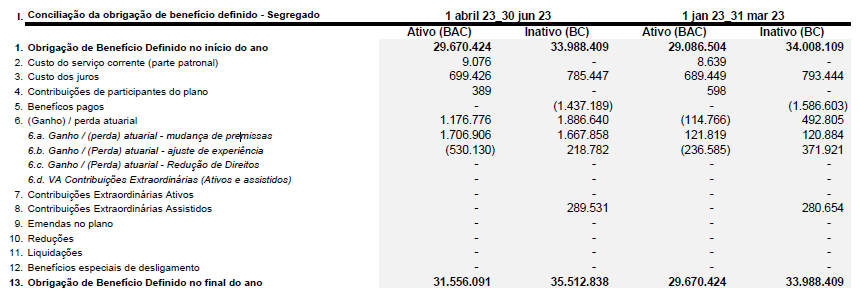 I. Conciliação da obrigação de benefício definido - Segregado 1 abril 23_30 jun 23 1 jan 23_31 mar 23
Ativo (BAC) Inativo (BC) Ativo (BAC) Inativo (BC)
1. Obrigação de Benefício Definido no início do ano 29.670.424 33.988.409 29.086.504 34.008.109
2. Custo do serviço corrente (parte patronal) 9.076 - 8.639 -
3. Custo dos juros 699.426 785.447 689.449 793.444
4. Contribuições de participantes do plano 389 - 598 -
5. Benefícos pagos - (1.437.189) - (1.586.603)
6. (Ganho) / perda atuarial 1.176.776 1.886.640 (114.766) 492.805
6.a. Ganho / (perda) atuarial - mudança de premissas 1.706.906 1.667.858 121.819 120.884
6.b. Ganho / (Perda) atuarial - ajuste de experiência (530.130) 218.782 (236.585) 371.921
6.c. Ganho / (Perda) atuarial - Redução de Direitos - - - -
6.d. VA Contribuições Extraordinárias (Ativos e assistidos) - - - -
7. Contribuições Extraordinárias Ativos - - - -
8. Contribuições Extraordinárias Assistidos - 289.531 - 280.654
9. Emendas no plano - - - -
10. Reduções - - - -
11. Liquidações - - - -
12. Benefícios especiais de desligamento - - - -
13. Obrigação de Benefício Definido no final do ano 31.556.091 35.512.838 29.670.424 33.988.409